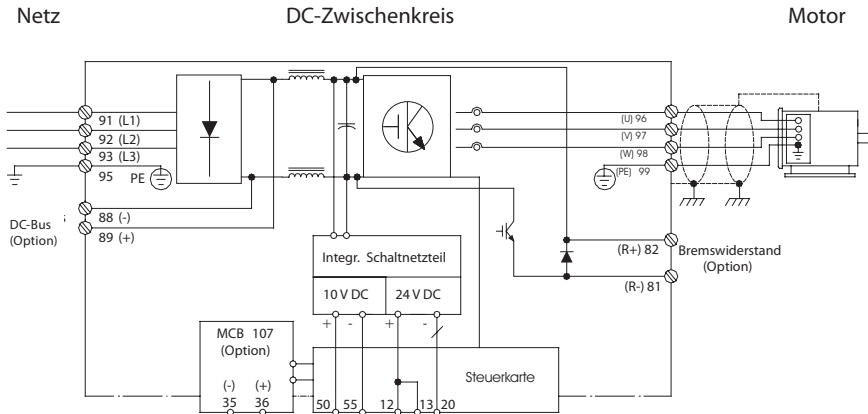 Netz DC-Zwischenkreis Motor
91 (L1)
92 (L2)
93 (L3)
95 PE
88 (-)
89 (+)
DC-Bus
(Option)
(U) 96
(V) 97
(W) 98
(PE) 99
(R+) 82
Bremswiderstand
(Option)
(R-) 81
Integr. Schaltnetzteil
10 V DC 24 V DC
+ - + -
MCB 107
(Option)
(-) (+)
35 36
Steuerkarte
50 55 12 13 20